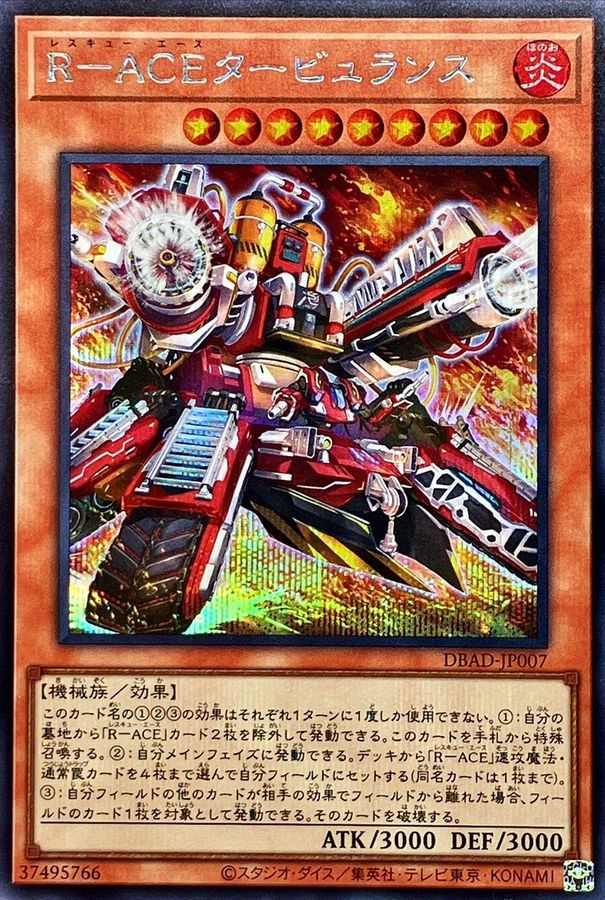 レスキュー・エース
R－ACEタービュランス
ほのお
炎
DBAD-JP007
【機械族／効果】
このカード名の①②③の効果はそれぞれ1ターンに1度しか使用できない。①：自分の
墓地から「R－ACE」カード2枚を除外して発動できる。このカードを手札から特殊
召喚する。②：自分メインフェイズに発動できる。デッキから「R－ACE」速攻魔法・
通常罠カードを4枚まで選んで自分フィールドにセットする(同名カードは1枚まで)。
③：自分フィールドの他のカードが相手の効果でフィールドから離れた場合、フィー
ルドのカード1枚を対象として発動できる。そのカードを破壊する。
ATK/3000 DEF/3000
37495766
©スタジオ・ダイス／集英社・テレビ東京・KONAMI